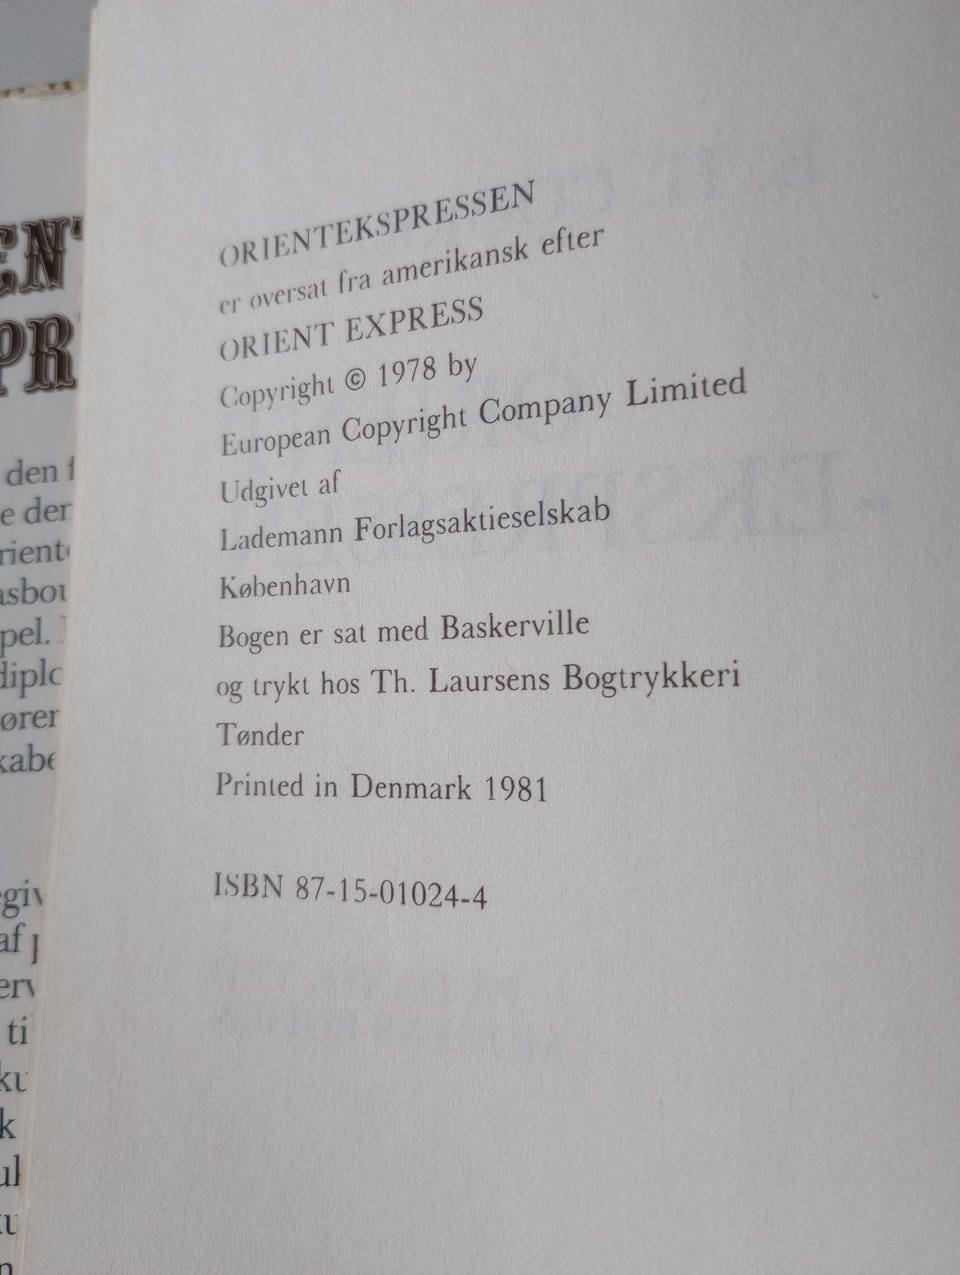 ORIENTEKSPRESSEN
er oversat fra amerikansk efter
ORIENT EXPRESS
Copyright © 1978 by
European Copyright Company Limited
Udgivet af
Lademann Forlagsaktieselskab
København
Bogen er sat med Baskerville
og trykt hos Th. Laursens Bogtrykkeri
Tønder
Printed in Denmark 1981
ISBN 87-15-01024-4
den